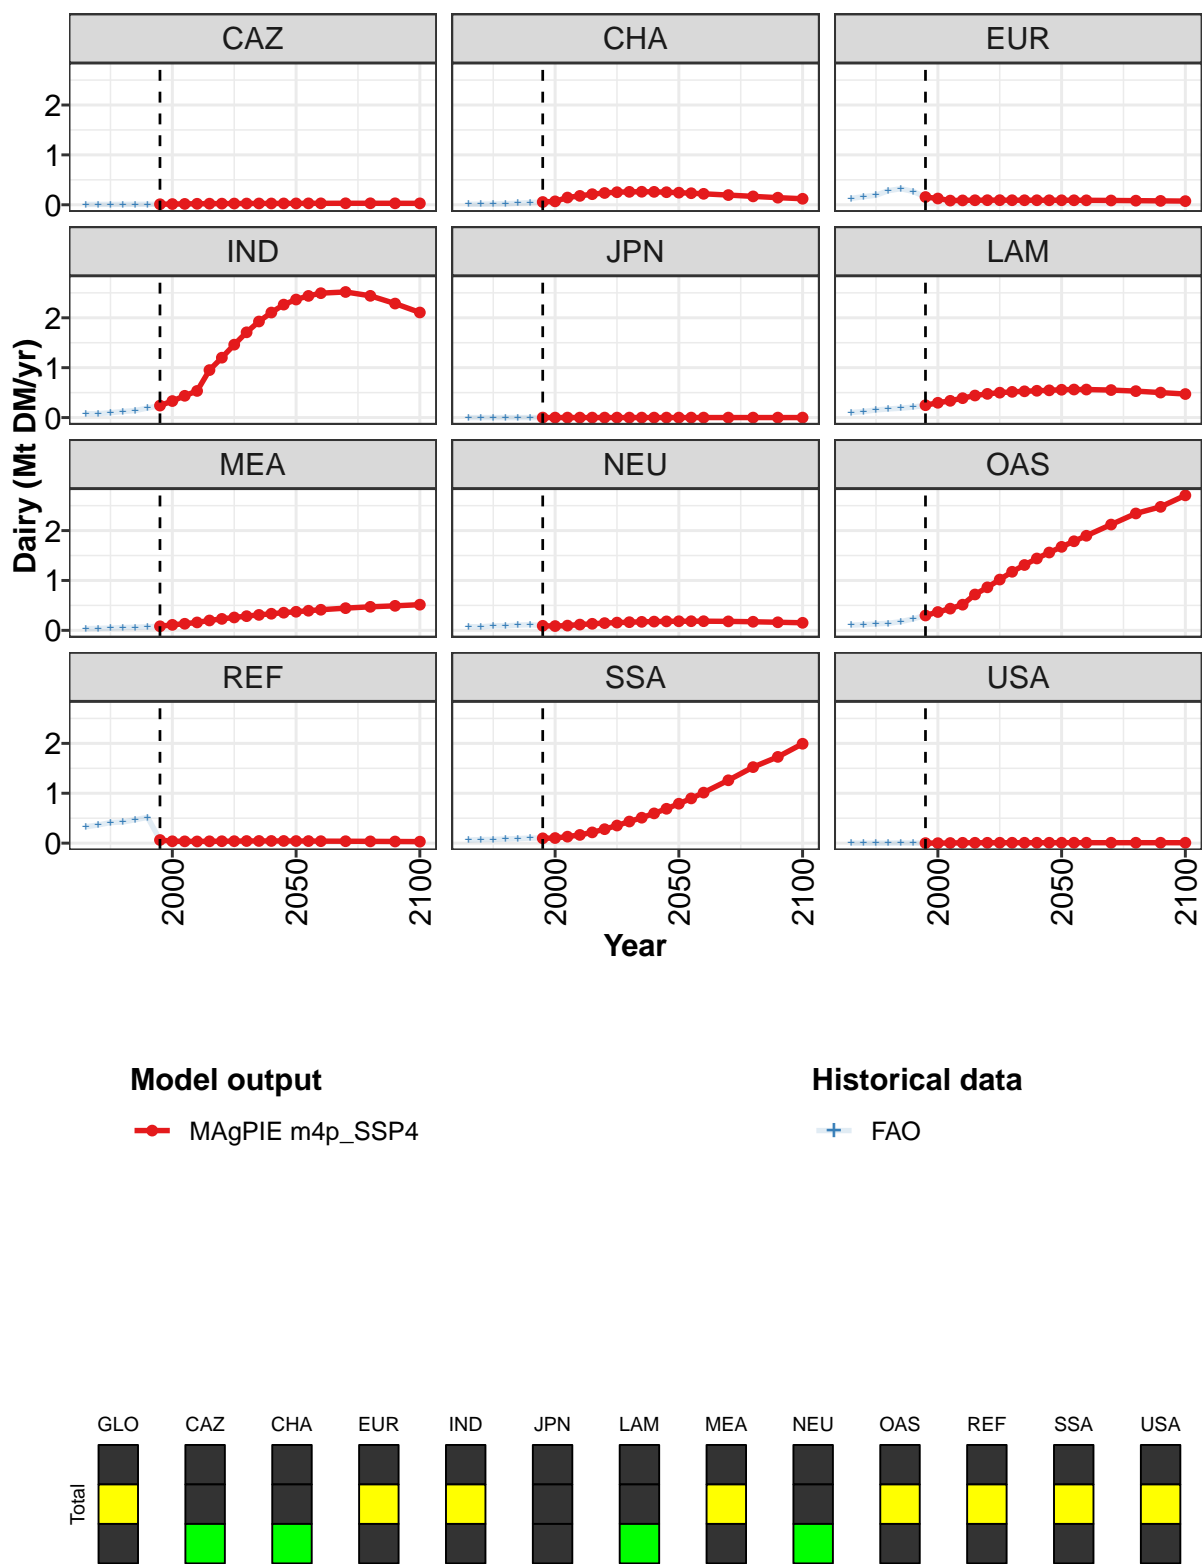 CAZ CHA EUR
2
1
0
IND JPN LAM
2
1
0
MEA NEU OAS
2
1
0
REF SSA USA
2
1
0
Dairy (Mt DM/yr)
2000 2050 2100 2000 2050 2100 2000 2050 2100
Year
Model output Historical data
MAgPIE m4p_SSP4 FAO
GLO CAZ CHA EUR IND JPN LAM MEA NEU OAS REF SSA USA
Total